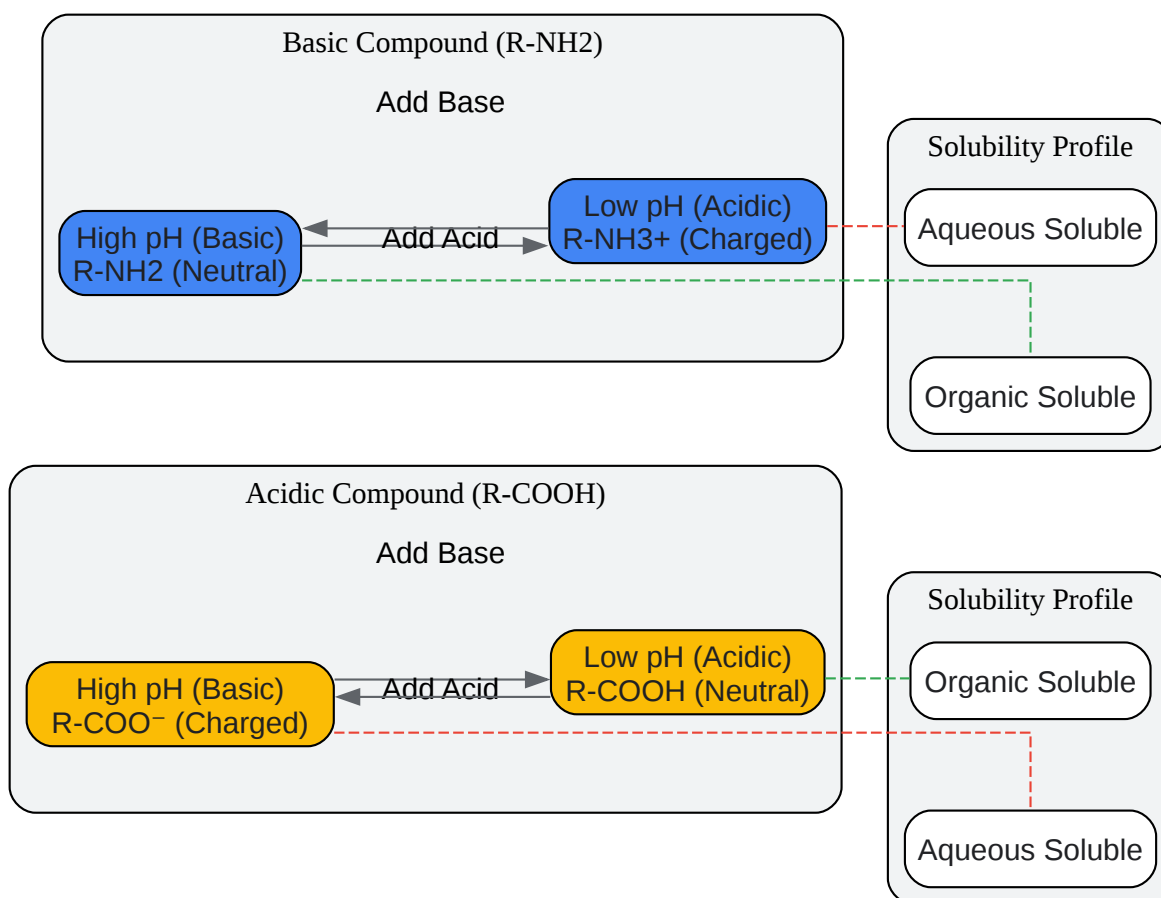 Basic Compound (R-NH2)
Add Base
High pH (Basic)
R-NH2 (Neutral)
Add Acid
Low pH (Acidic)
R-NH3+ (Charged)
Solubility Profile
Aqueous Soluble
Organic Soluble
Acidic Compound (R-COOH)
Add Base
High pH (Basic)
R-COO⁻ (Charged)
Add Acid
Low pH (Acidic)
R-COOH (Neutral)
Solubility Profile
Organic Soluble
Aqueous Soluble